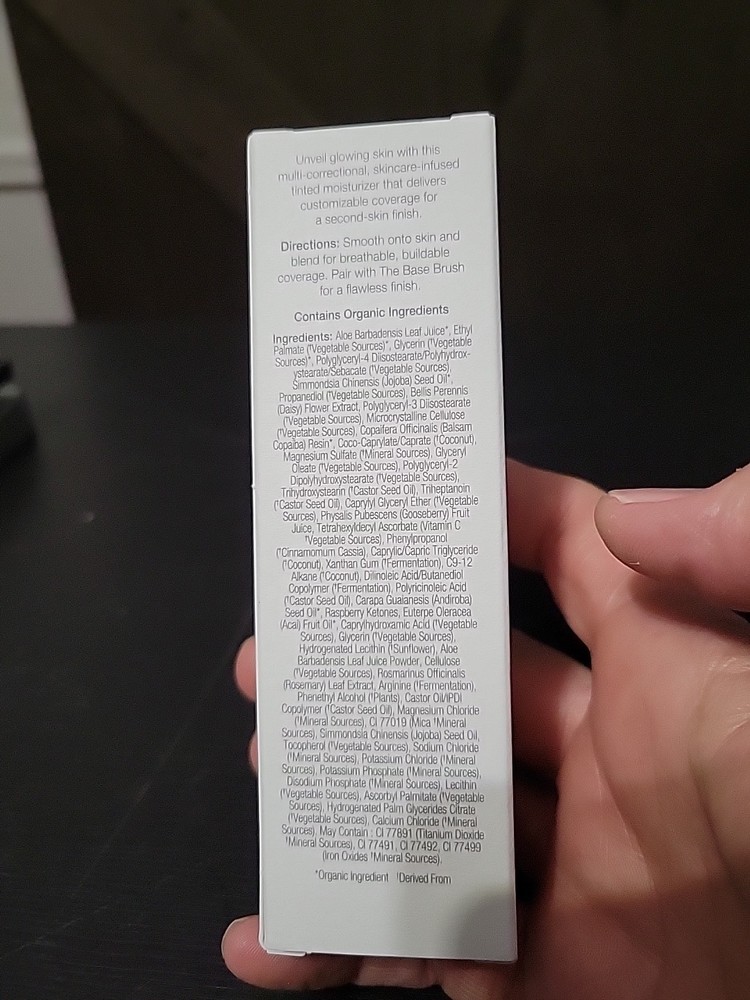 Unveil glowing skin with this
multi-correctional, skincare-infused
tinted moisturizer that delivers
customizable coverage for
a second-skin finish.
Directions: Smooth onto skin and
blend for breathable, buildable
coverage. Pair with The Base Brush
for a flawless finish.
Contains Organic Ingredients
Ingredients: Aloe Barbadensis Leaf Juice*, Ethyl
Palmate (†Vegetable Sources)*, Glycerin (†Vegetable
Sources)*, Polyglyceryl-4 Diisostearate/Polyhydrox-
ystearate/Sebacate (†Vegetable Sources),
Simmondsia Chinensis (Jojoba) Seed Oil*,
Propanediol (†Vegetable Sources), Bellis Perennis
(Daisy) Flower Extract, Polyglyceryl-3 Diisostearate
(†Vegetable Sources), Microcrystalline Cellulose
(†Vegetable Sources), Copaifera Officinalis (Balsam
Copaiba) Resin*, Coco-Caprylate/Caprate (†Coconut),
Magnesium Sulfate (†Mineral Sources), Glyceryl
Oleate (†Vegetable Sources), Polyglyceryl-2
Dipolyhydroxystearate (†Vegetable Sources),
Trihydroxystearin (†Castor Seed Oil), Triheptanoin
(†Castor Seed Oil), Caprylyl Glyceryl Ether (†Vegetable
Sources), Physalis Pubescens (Gooseberry) Fruit
Juice, Tetrahexyldecyl Ascorbate (Vitamin C
†Vegetable Sources), Phenylpropanol
(†Cinnamomum Cassia), Caprylic/Capric Triglyceride
(†Coconut), Xanthan Gum (†Fermentation), C9-12
Alkane (†Coconut), Dilinoleic Acid/Butanediol
Copolymer (†Fermentation), Polyricinoleic Acid
(†Castor Seed Oil), Carapa Guaianesis (Andiroba)
Seed Oil*, Raspberry Ketones, Euterpe Oleracea
(Acai) Fruit Oil*, Caprylhydroxamic Acid (†Vegetable
Sources), Glycerin (†Vegetable Sources),
Hydrogenated Lecithin (†Sunflower), Aloe
Barbadensis Leaf Juice Powder, Cellulose
(†Vegetable Sources), Rosmarinus Officinalis
(Rosemary) Leaf Extract, Arginine (†Fermentation),
Phenethyl Alcohol (†Plants), Castor Oil/IPDI
Copolymer (†Castor Seed Oil), Magnesium Chloride
(†Mineral Sources), CI 77019 (Mica †Mineral
Sources), Simmondsia Chinensis (Jojoba) Seed Oil,
Tocopherol (†Vegetable Sources), Sodium Chloride
(†Mineral Sources), Potassium Chloride (†Mineral
Sources), Potassium Phosphate (†Mineral Sources),
Disodium Phosphate (†Mineral Sources), Lecithin
(†Vegetable Sources), Ascorbyl Palmitate (†Vegetable
Sources), Hydrogenated Palm Glycerides Citrate
(†Vegetable Sources), Calcium Chloride (†Mineral
Sources), May Contain : CI 77891 (Titanium Dioxide
†Mineral Sources), CI 77491, CI 77492, CI 77499
(Iron Oxides †Mineral Sources).
*Organic Ingredient †Derived From